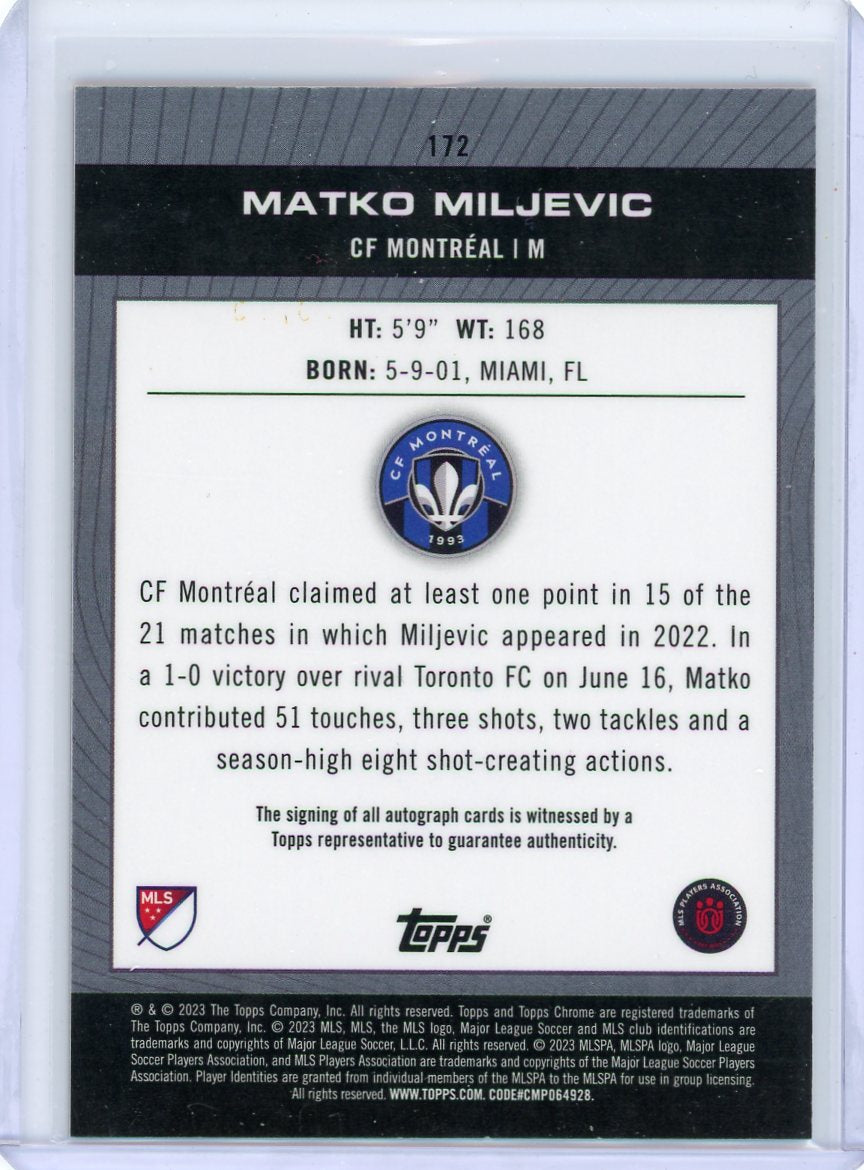 172
MATKO MILJEVIC
CF MONTRÉAL | M
HT: 5'9" WT: 168
BORN: 5-9-01, MIAMI, FL
CF MONTRÉAL
1993
CF Montréal claimed at least one point in 15 of the
21 matches in which Miljevic appeared in 2022. In
a 1-0 victory over rival Toronto FC on June 16, Matko
contributed 51 touches, three shots, two tackles and a
season-high eight shot-creating actions.
The signing of all autograph cards is witnessed by a
Topps representative to guarantee authenticity.
MLS
topps®
MLS PLAYERS ASSOCIATION
® & © 2023 The Topps Company, Inc. All rights reserved. Topps and Topps Chrome are registered trademarks of
The Topps Company, Inc. © 2023 MLS, MLS, the MLS logo, Major League Soccer and MLS club identifications are
trademarks and copyrights of Major League Soccer, L.L.C. All rights reserved. © 2023 MLSPA, MLSPA logo, Major League
Soccer Players Association, and MLS Players Association are trademarks and copyrights of the Major League Soccer Players
Association. Player Identities are granted from individual members of the MLSPA to the MLSPA for use in group licensing.
All rights reserved. WWW.TOPPS.COM. CODE#CMP064928.